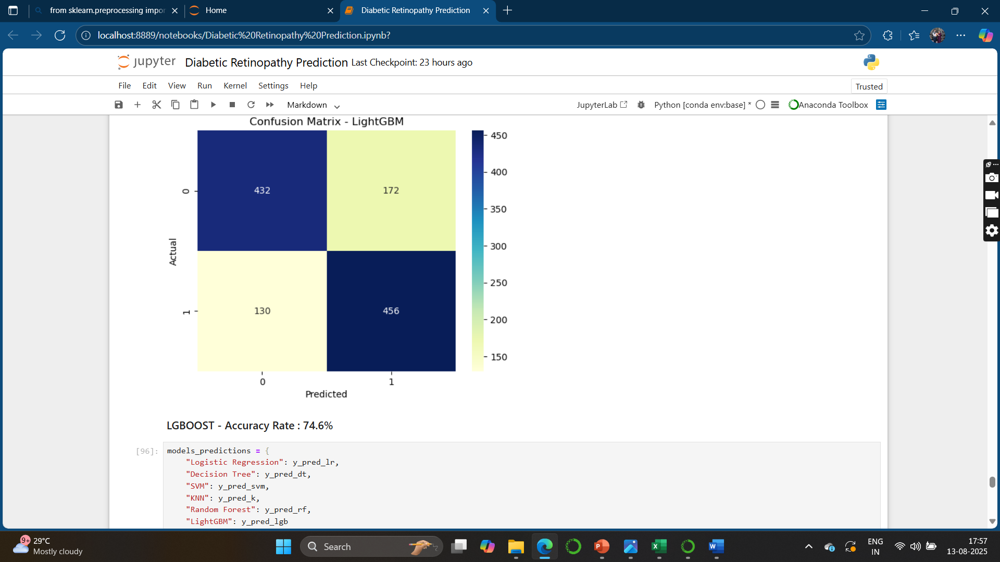 from sklearn.preprocessing impor
Home
Diabetic Retinopathy Prediction
localhost:8889/notebooks/Diabetic%20Retinopathy%20Prediction.ipynb?
jupyter Diabetic Retinopathy Prediction Last Checkpoint: 23 hours ago
File Edit View Run Kernel Settings Help
Trusted
Markdown
JupyterLab
Python [conda env:base] *
Anaconda Toolbox
Confusion Matrix - LightGBM
432
172
130
456
0
1
Actual
0
1
Predicted
450
400
350
300
250
200
150
LGBOOST - Accuracy Rate : 74.6%
[96]:
models_predictions = {
"Logistic Regression": y_pred_lr,
"Decision Tree": y_pred_dt,
"SVM": y_pred_svm,
"KNN": y_pred_k,
"Random Forest": y_pred_rf,
"LightGBM": y_pred_lgb
9+
29°C
Mostly cloudy
Search
ENG
IN
17:57
13-08-2025